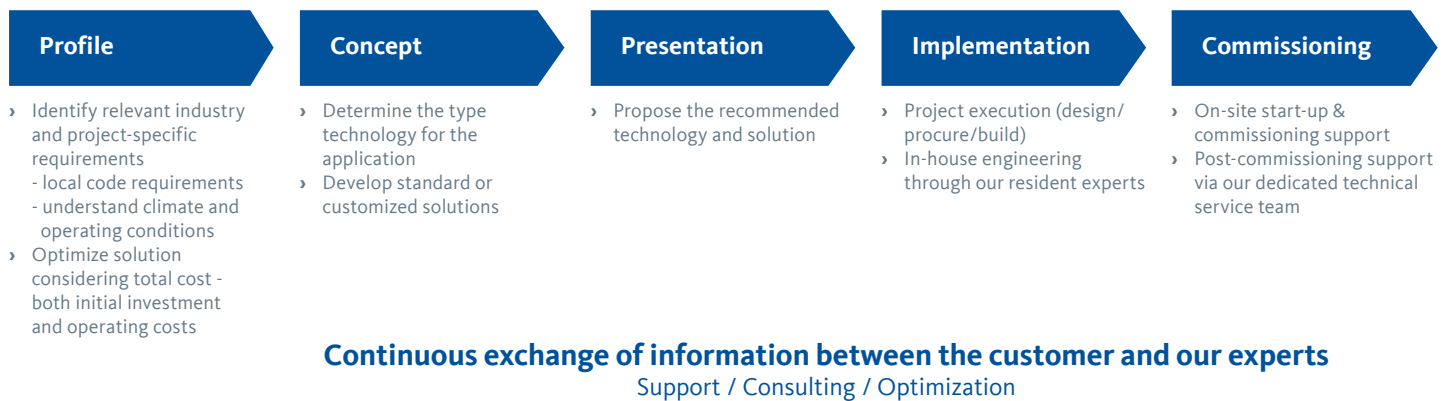 Profile
› Identify relevant industry
and project-specific
requirements
- local code requirements
- understand climate and
operating conditions
› Optimize solution
considering total cost -
both initial investment
and operating costs
Concept
› Determine the type
technology for the
application
› Develop standard or
customized solutions
Presentation
› Propose the recommended
technology and solution
Implementation
› Project execution (design/
procure/build)
› In-house engineering
through our resident experts
Commissioning
› On-site start-up &
commissioning support
› Post-commissioning support
via our dedicated technical
service team
Continuous exchange of information between the customer and our experts
Support / Consulting / Optimization